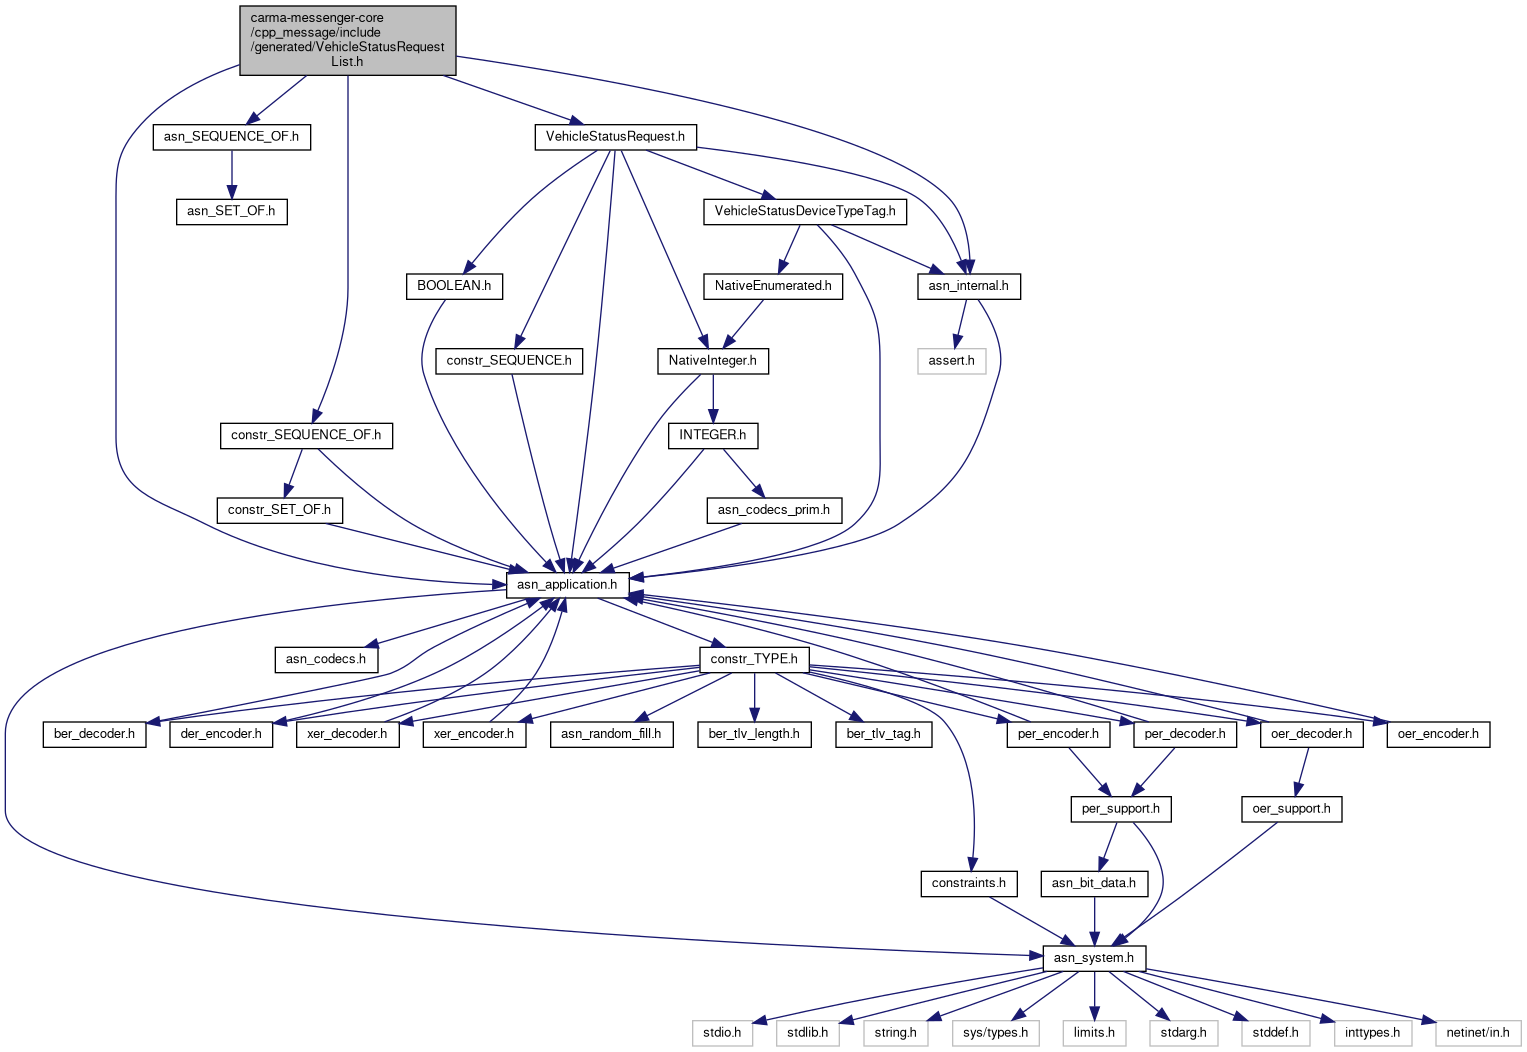 carma-messenger-core
/cpp_message/include
/generated/VehicleStatusRequest
List.h
asn_SEQUENCE_OF.h
VehicleStatusRequest.h
asn_SET_OF.h
VehicleStatusDeviceTypeTag.h
BOOLEAN.h
NativeEnumerated.h
asn_internal.h
constr_SEQUENCE.h
NativeInteger.h
assert.h
constr_SEQUENCE_OF.h
INTEGER.h
constr_SET_OF.h
asn_codecs_prim.h
asn_application.h
asn_codecs.h
constr_TYPE.h
ber_decoder.h
der_encoder.h
xer_decoder.h
xer_encoder.h
asn_random_fill.h
ber_tlv_length.h
ber_tlv_tag.h
per_encoder.h
per_decoder.h
oer_decoder.h
oer_encoder.h
per_support.h
oer_support.h
constraints.h
asn_bit_data.h
asn_system.h
stdio.h
stdlib.h
string.h
sys/types.h
limits.h
stdarg.h
stddef.h
inttypes.h
netinet/in.h